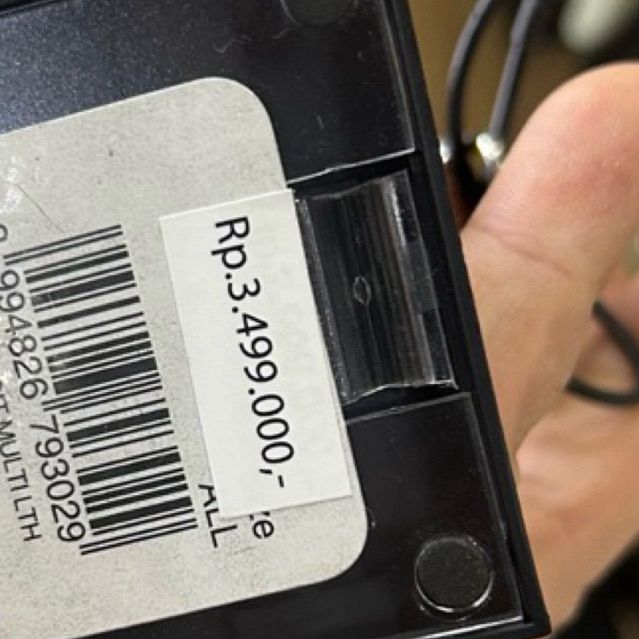 Rp.3.499.000,-
ALL
994826 793029
MULTI LTH